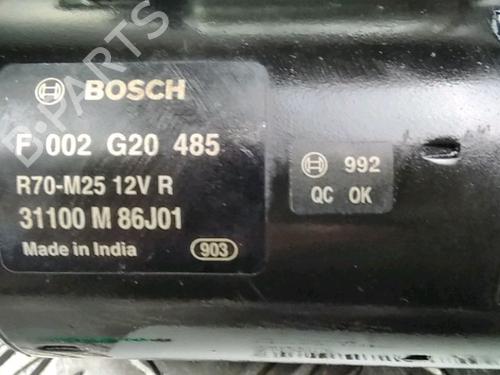 B-PARTS
BOSCH
F 002 G20 485
R70-M25 12V R
31100 M 86J01
Made in India 903
992
QC OK